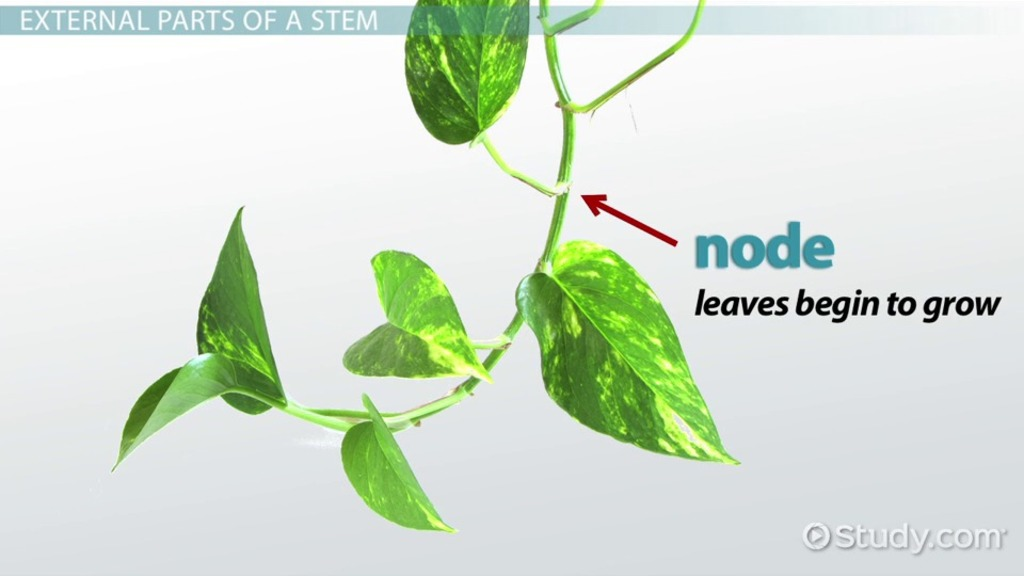 EXTERNAL PARTS OF A STEM
node
leaves begin to grow
Study.com